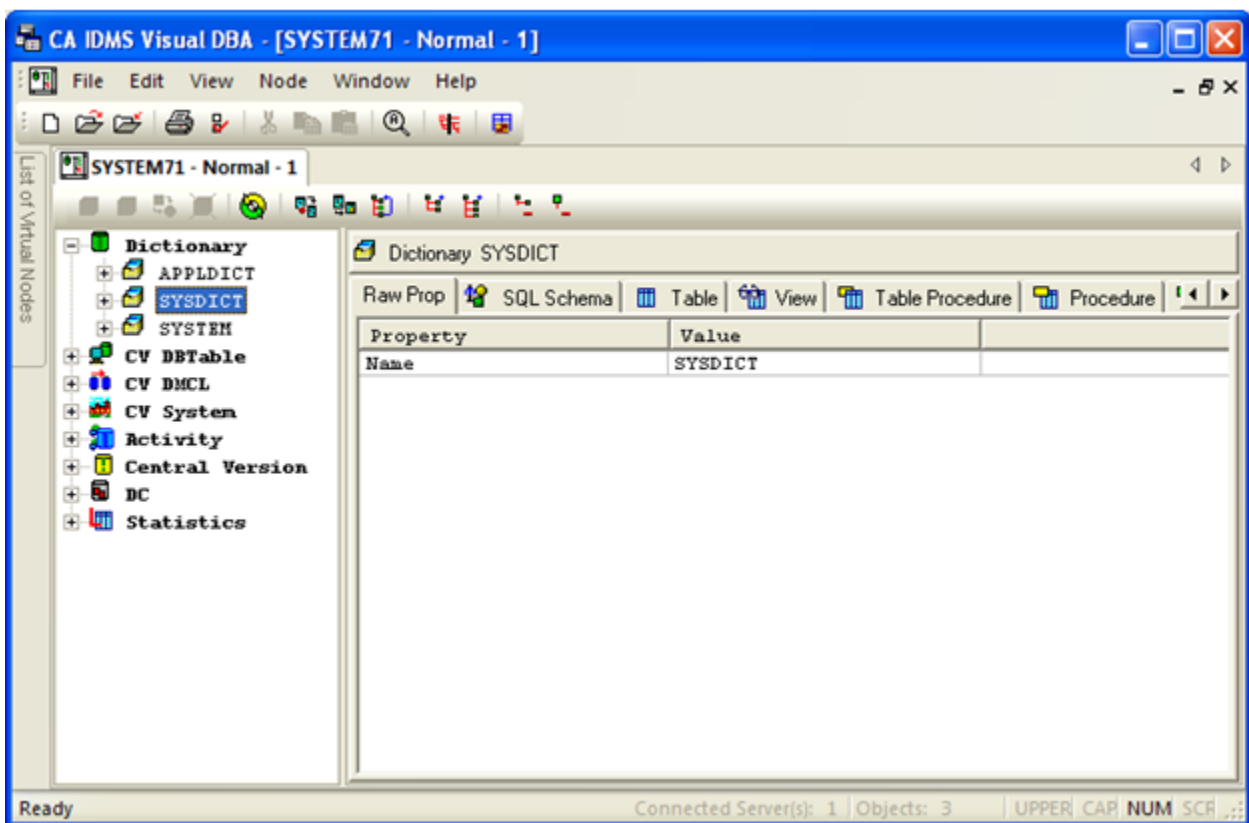 CA IDMS Visual DBA - [SYSTEM71 - Normal - 1]
File Edit View Node Window Help
List of Virtual Nodes
SYSTEM71 - Normal - 1
Dictionary
APPLDICT
SYSDICT
SYSTEM
CV DBTable
CV DMCL
CV System
Activity
Central Version
DC
Statistics
Dictionary SYSDICT
Raw Prop SQL Schema Table View Table Procedure Procedure
Property Value
Name SYSDICT
Ready Connected Server(s): 1 Objects: 3 UPPER CAP NUM SCR